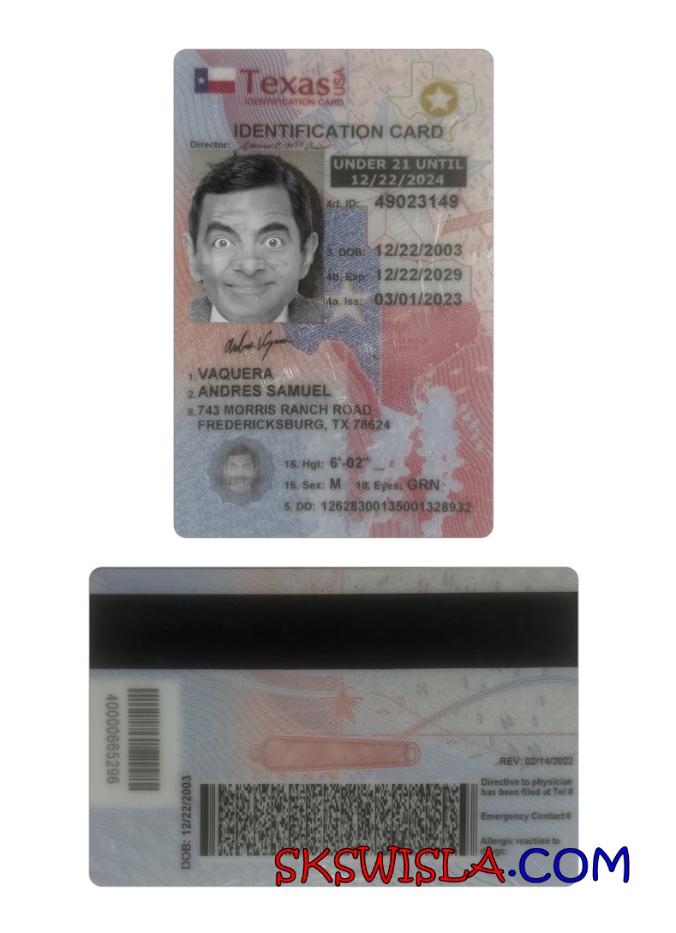 Texas USA
IDENTIFICATION CARD
IDENTIFICATION CARD
Director:
UNDER 21 UNTIL
12/22/2024
4d. ID: 49023149
3. DOB: 12/22/2003
4b. Exp: 12/22/2029
4a. Iss: 03/01/2023
1. VAQUERA
2. ANDRES SAMUEL
8. 743 MORRIS RANCH ROAD
FREDERICKSBURG, TX 78624
16. Hgt: 6'-02"
15. Sex: M 18. Eyes: GRN
5. DD: 12628300135001328932
40000665296
REV: 02/14/2022
Directive to physician
has been filed at Tel #
Emergency Contact #
Allergic reaction to
drugs:
DOB: 12/22/2003
SKSWISLA.COM